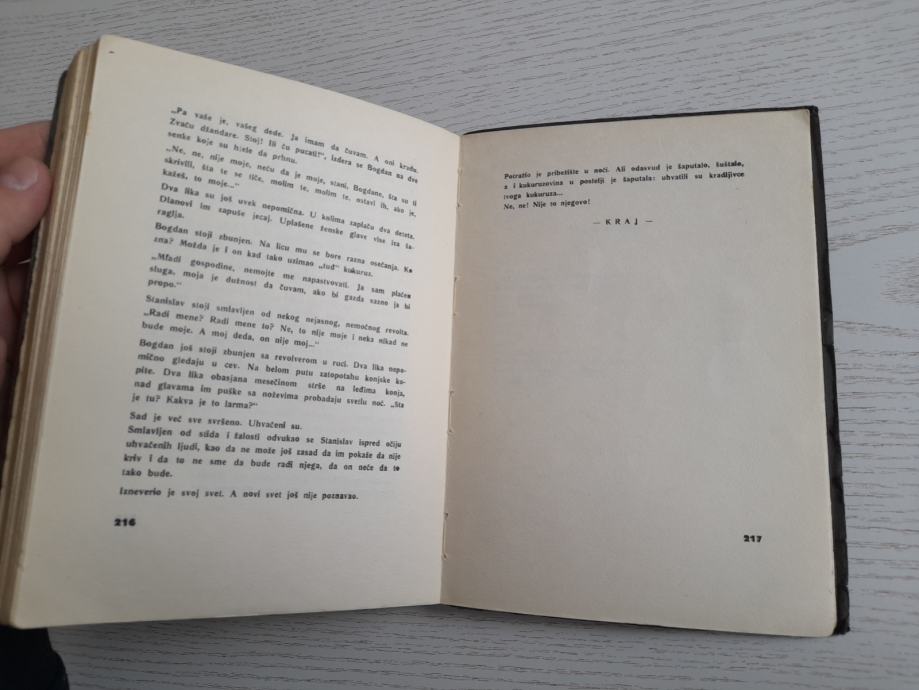 „Pa vaše je, vašeg dede. Ja imam da čuvam. A oni kradu.
Zvaću džandare. Stoj! Ili ću pucati!“, izdera se Bogdan na dve
senke koje su htele da prhnu.
„Ne, ne, nije moje, neću da je moje, stani, Bogdane, šta su ti
skrivili, šta te se tiče, molim te, molim te, ostavi ih, ako je,
kažeš, to moje...“
Dva lika su još uvek nepomična. U kolima zaplaču dva deteta.
Dlanovi im zapuše jecaj. Uplašene ženske glave vise iza ša-
raglja.
Bogdan stoji zbunjen. Na licu mu se bore razna osećanja. Ko
zna? Možda je i on kad tako uzimao „tuđ“ kukuruz.
„Mladi gospodine, nemojte me napastvovati. Ja sam plaćen
sluga, moja je dužnost da čuvam, ako bi gazda saznao ja bi
propo.“
Stanislav stoji smlavljen od nekog nejasnog, nemoćnog revolta.
„Radi mene? Radi mene to? Ne, to nije moje i neka nikad ne
bude moje. A moj deda, on nije moj...“
Bogdan još stoji zbunjen sa revolverom u ruci. Dva lika nepo-
mično gledaju u cev. Na belom putu zatopotahu konjske ko-
pite. Dva lika obasjana mesečinom strše na leđima konja,
nad glavama im puške sa noževima probadaju svetlu noć. „Šta
je tu? Kakva je to larma?“
Sad je već sve svršeno. Uhvaćeni su.
Smlavljen od stida i žalosti odvukao se Stanislav ispred očiju
uhvaćenih ljudi, kao da ne može još zasad da im pokaže da nije
kriv i da to ne sme da bude radi njega, da on neće da to
tako bude.
Izneverio je svoj svet. A novi svet još nije poznavao.
216
Potražio je pribežište u noći. Ali odasvud je šaputalo, šuštalo,
a i kukuruzovina u postelji je šaputala: uhvatili su kradljivce
tvoga kukuruza...
Ne, ne! Nije to njegovo!
— KRAJ —
217